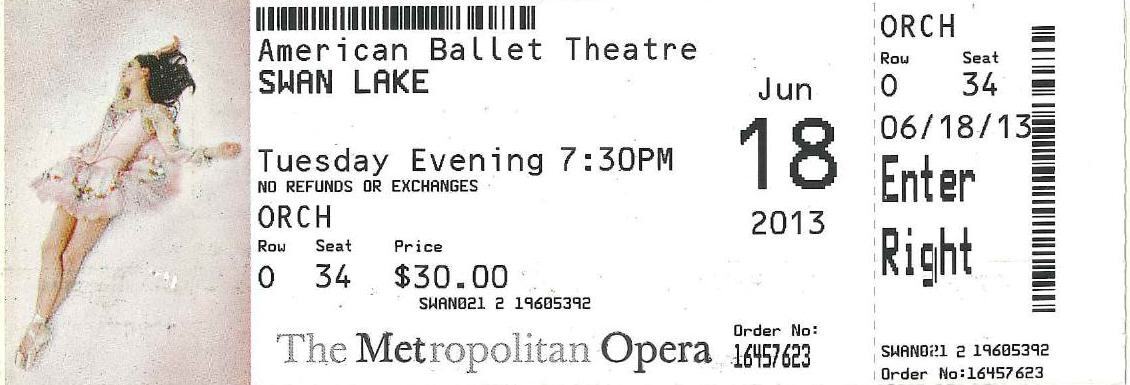 American Ballet Theatre
SWAN LAKE
Tuesday Evening 7:30PM
NO REFUNDS OR EXCHANGES
ORCH
Row Seat Price
O 34 $30.00
SWAN021 2 19605392
The Metropolitan Opera
Jun
18
2013
Order No:
16457623
ORCH
Row Seat
O 34
06/18/13
Enter
Right
SWAN021 2 19605392
Order No:16457623